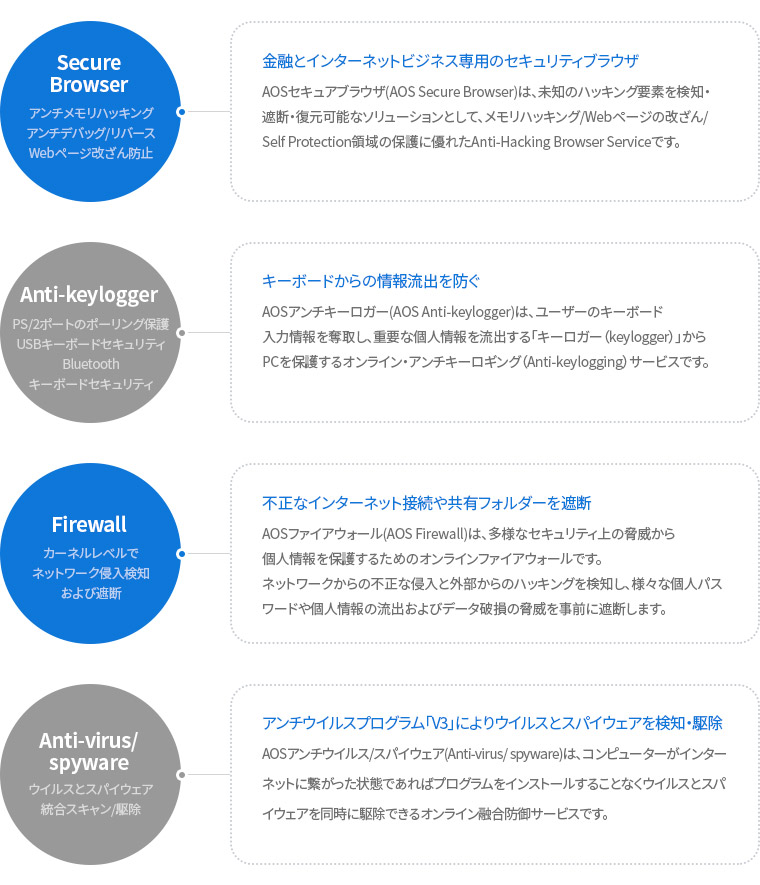 Secure
Browser
アンチメモリハッキング
アンチデバッグ/リバース
Webページ改ざん防止
金融とインターネットビジネス専用のセキュリティブラウザ
AOSセキュアブラウザ(AOS Secure Browser)は、未知のハッキング要素を検知・
遮断・復元可能なソリューションとして、メモリハッキング/Webページの改ざん/
Self Protection領域の保護に優れたAnti-Hacking Browser Serviceです。
Anti-keylogger
PS/2ポートのポーリング保護
USBキーボードセキュリティ
Bluetooth
キーボードセキュリティ
キーボードからの情報流出を防ぐ
AOSアンチキーロガー(AOS Anti-keylogger)は、ユーザーのキーボード
入力情報を奪取し、重要な個人情報を流出する「キーロガー（keylogger）」から
PCを保護するオンライン・アンチキーロギング（Anti-keylogging）サービスです。
Firewall
カーネルレベルで
ネットワーク侵入検知
および遮断
不正なインターネット接続や共有フォルダーを遮断
AOSファイアウォール(AOS Firewall)は、多様なセキュリティ上の脅威から
個人情報を保護するためのオンラインファイアウォールです。
ネットワークからの不正な侵入と外部からのハッキングを検知し、様々な個人パス
ワードや個人情報の流出およびデータ破損の脅威を事前に遮断します。
Anti-virus/
spyware
ウイルスとスパイウェア
統合スキャン/駆除
アンチウイルスプログラム「V3」によりウイルスとスパイウェアを検知・駆除
AOSアンチウイルス/スパイウェア(Anti-virus/ spyware)は、コンピューターがインター
ネットに繋がった状態であればプログラムをインストールすることなくウイルスとスパ
イウェアを同時に駆除できるオンライン融合防御サービスです。